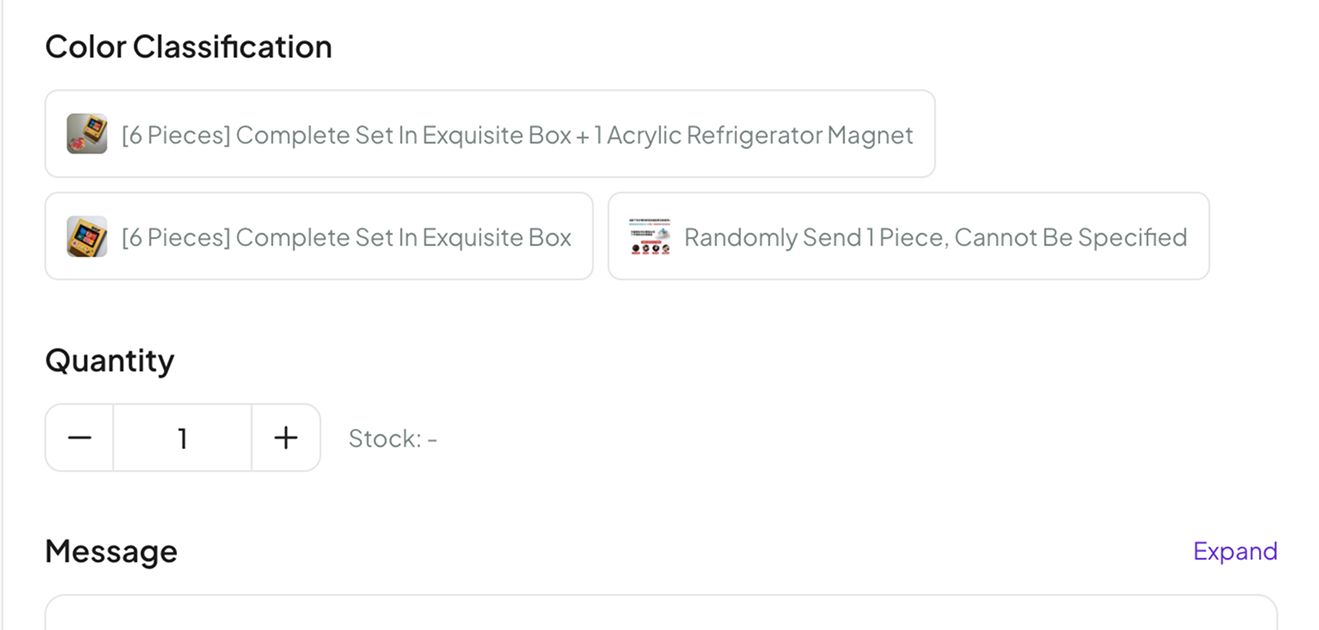 Color Classification
[6 Pieces] Complete Set In Exquisite Box + 1 Acrylic Refrigerator Magnet
[6 Pieces] Complete Set In Exquisite Box
Randomly Send 1 Piece, Cannot Be Specified
Quantity
1
Stock: -
Message
Expand